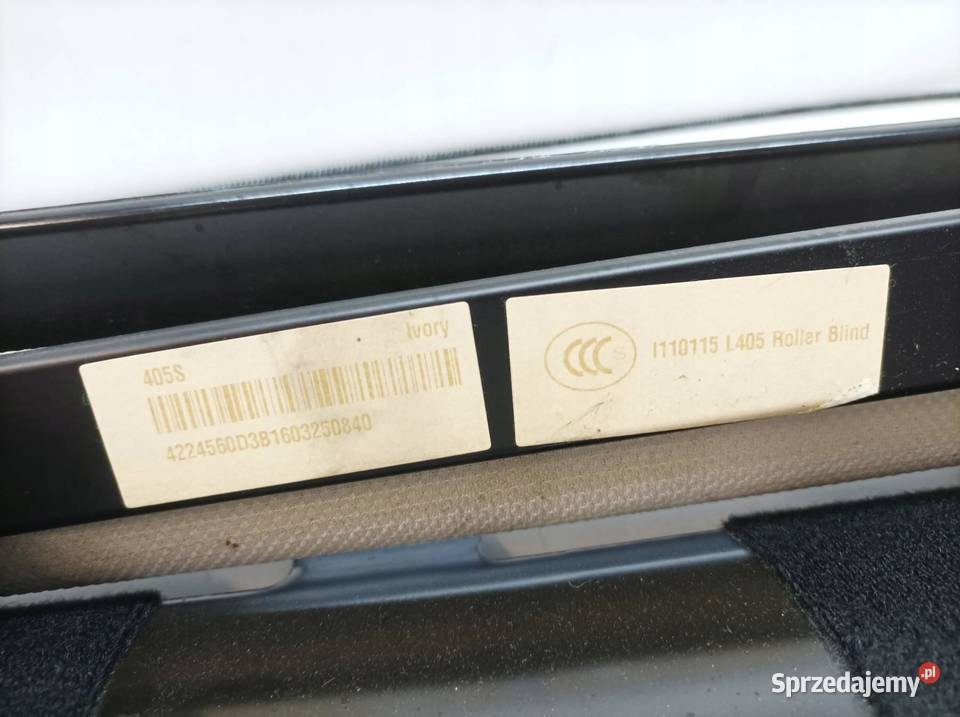 405S
Ivory
4224560D3B1603250840
CCC S
I110115 L405 Roller Blind
Sprzedajemy.pl